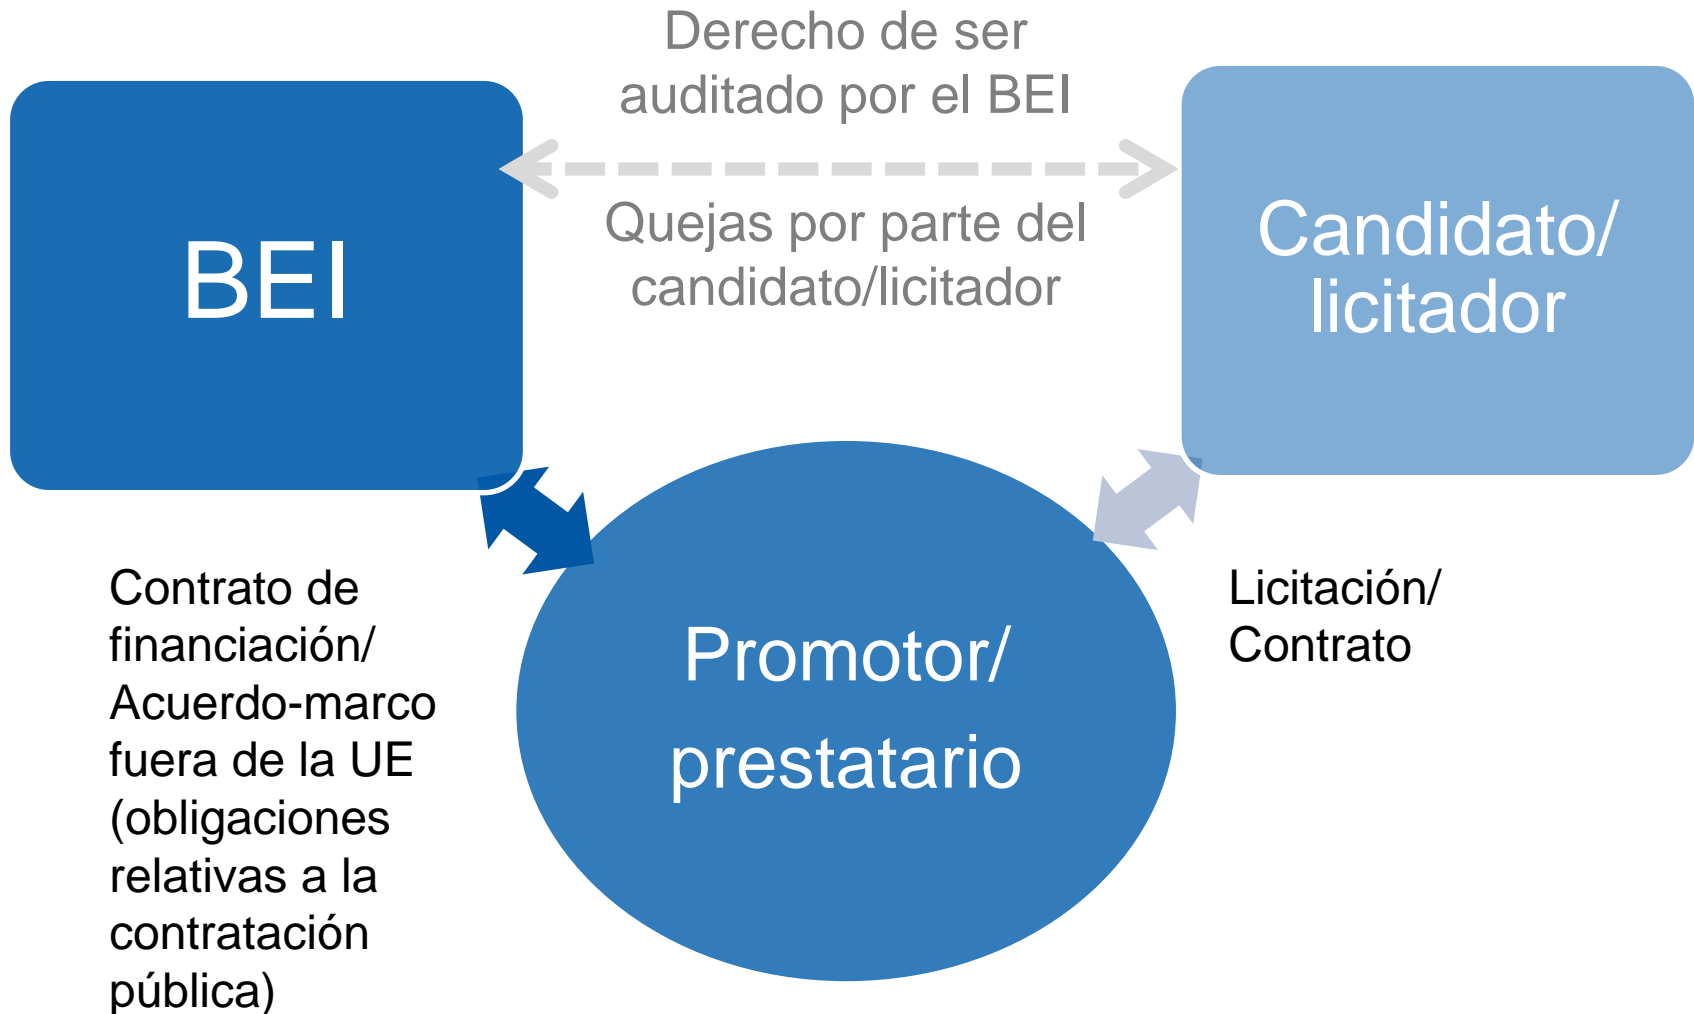 Derecho de ser
auditado por el BEI
BEI
Quejas por parte del
candidato/licitador
Candidato/
licitador
Contrato de
financiación/
Acuerdo-marco
fuera de la UE
(obligaciones
relativas a la
contratación
pública)
Promotor/
prestatario
Licitación/
Contrato